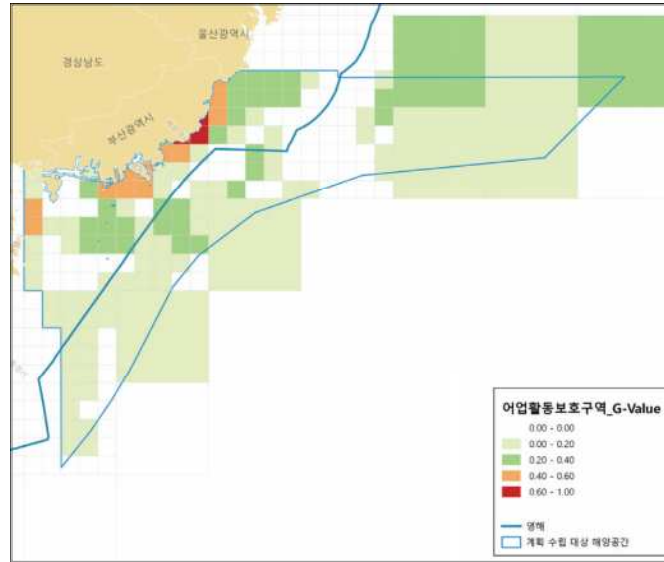 울산광역시
경상남도
부산광역시
어업활동보호구역_G-Value
0.00 - 0.00
0.00 - 0.20
0.20 - 0.40
0.40 - 0.60
0.60 - 1.00
영해
계획 수립 대상 해양공간